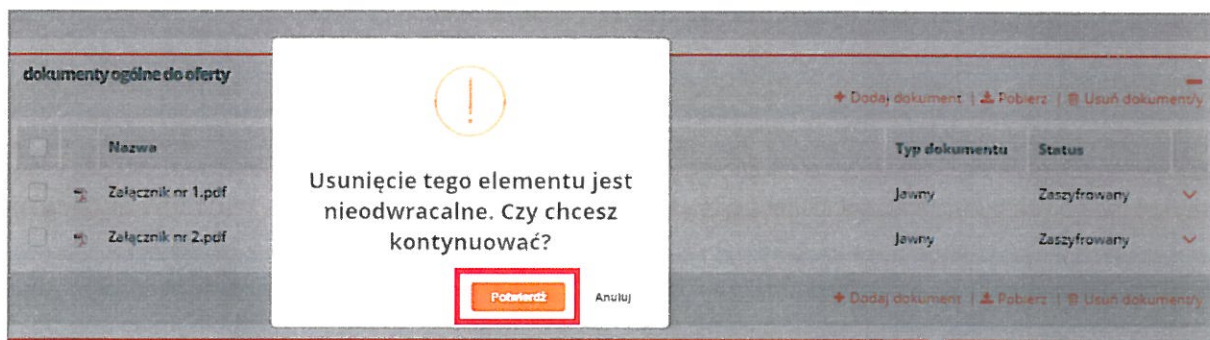 dokumenty ogólne do oferty
+ Dodaj dokument | Pobierz | Usuń dokument/y
Nazwa Typ dokumentu Status
Załącznik nr 1.pdf Jawny Zaszyfrowany
Załącznik nr 2.pdf Jawny Zaszyfrowany
Usunięcie tego elementu jest
nieodwracalne. Czy chcesz
kontynuować?
Potwierdź Anuluj
+ Dodaj dokument | Pobierz | Usuń dokument/y